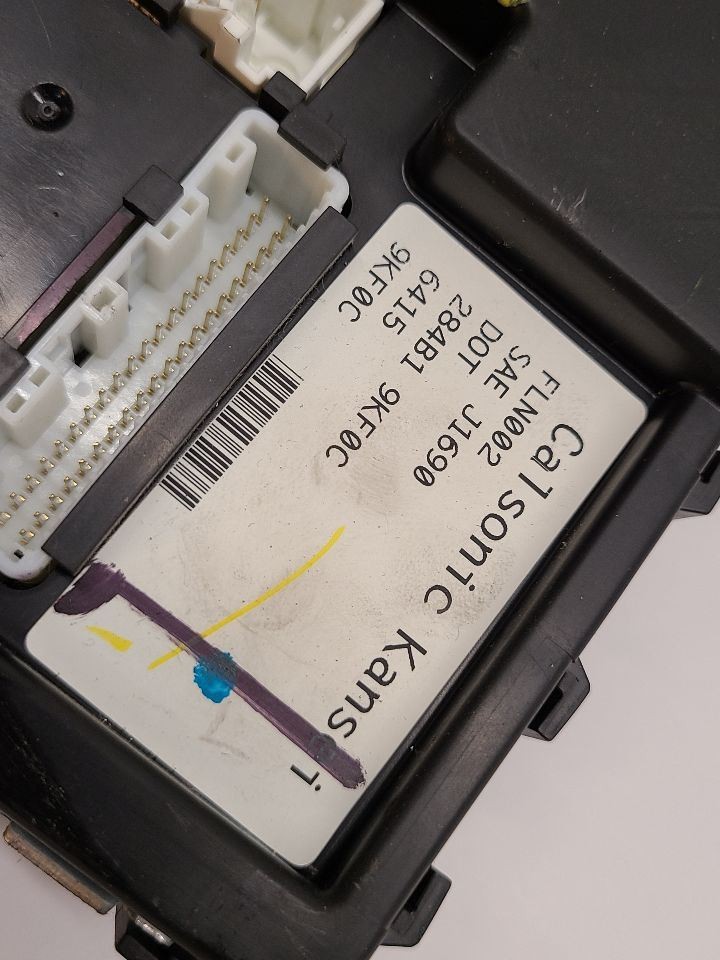 Calsonic Kansei
FLN002
SAE J1690
DOT
284B1 9KF0C
6415
9KF0C